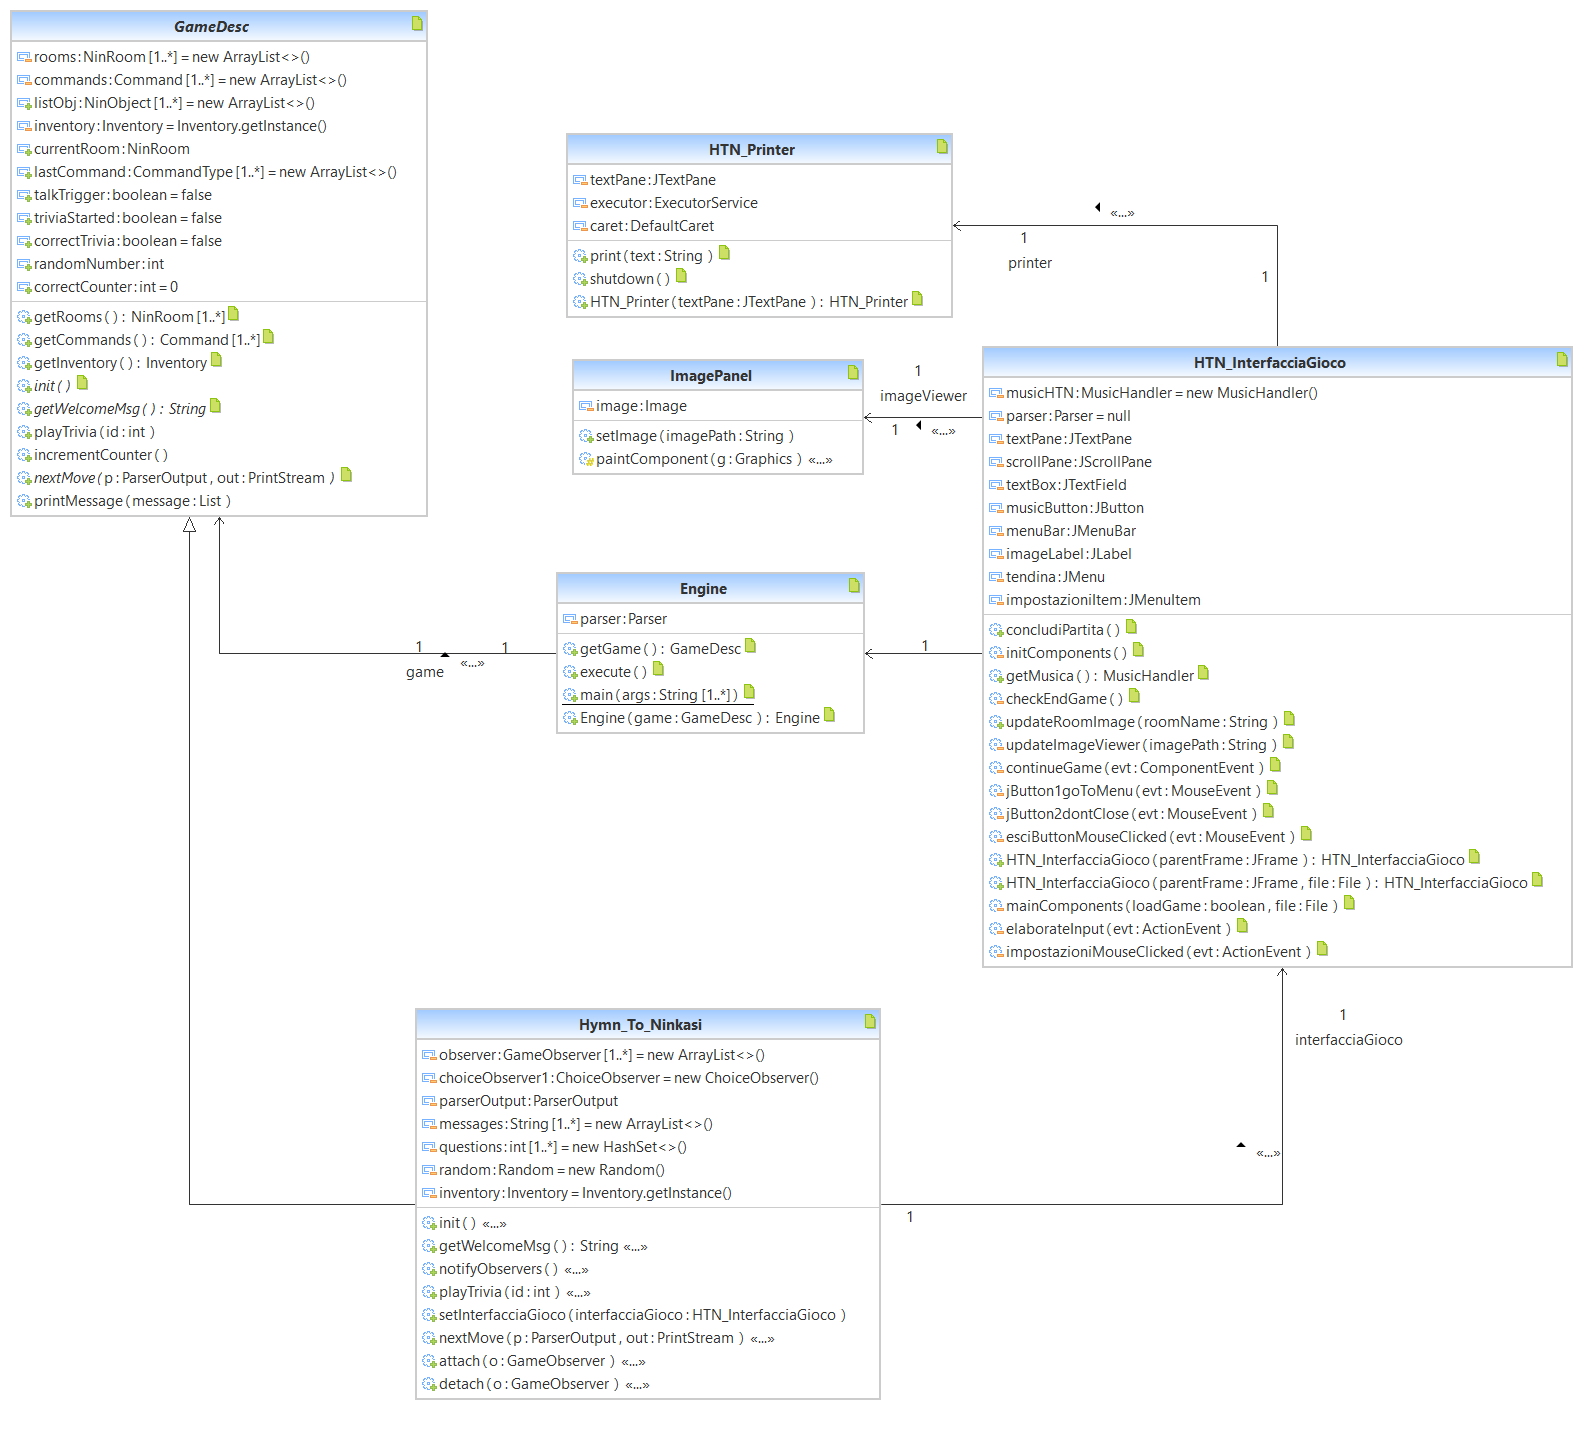 GameDesc
rooms:NinRoom [1..*] = new ArrayList<>()
commands:Command [1..*] = new ArrayList<>()
listObj:NinObject [1..*] = new ArrayList<>()
inventory:Inventory = Inventory.getInstance()
currentRoom:NinRoom
lastCommand:CommandType [1..*] = new ArrayList<>()
talkTrigger:boolean = false
triviaStarted:boolean = false
correctTrivia:boolean = false
randomNumber:int
correctCounter:int = 0
getRooms ( ) : NinRoom [1..*]
getCommands ( ) : Command [1..*]
getInventory ( ) : Inventory
init ( )
getWelcomeMsg ( ) : String
playTrivia ( id : int )
incrementCounter ( )
nextMove ( p : ParserOutput , out : PrintStream )
printMessage ( message : List )
HTN_Printer
textPane:JTextPane
executor:ExecutorService
caret:DefaultCaret
print ( text : String )
shutdown ( )
HTN_Printer ( textPane : JTextPane ) : HTN_Printer
«...»
1
printer
1
ImagePanel
image:Image
setImage ( imagePath : String )
paintComponent ( g : Graphics ) «...»
1
imageViewer
1
«...»
HTN_InterfacciaGioco
musicHTN:MusicHandler = new MusicHandler()
parser:Parser = null
textPane:JTextPane
scrollPane:JScrollPane
textBox:JTextField
musicButton:JButton
menuBar:JMenuBar
imageLabel:JLabel
tendina:JMenu
impostazioniItem:JMenuItem
concludiPartita ( )
initComponents ( )
getMusica ( ) : MusicHandler
checkEndGame ( )
updateRoomImage ( roomName : String )
updateImageViewer ( imagePath : String )
continueGame ( evt : ComponentEvent )
jButton1goToMenu ( evt : MouseEvent )
jButton2dontClose ( evt : MouseEvent )
esciButtonMouseClicked ( evt : MouseEvent )
HTN_InterfacciaGioco ( parentFrame : JFrame ) : HTN_InterfacciaGioco
HTN_InterfacciaGioco ( parentFrame : JFrame , file : File ) : HTN_InterfacciaGioco
mainComponents ( loadGame : boolean , file : File )
elaborateInput ( evt : ActionEvent )
impostazioniMouseClicked ( evt : ActionEvent )
Engine
parser:Parser
getGame ( ) : GameDesc
execute ( )
main ( args : String [1..*] )
Engine ( game : GameDesc ) : Engine
1
game
«...»
1
1
Hymn_To_Ninkasi
observer:GameObserver [1..*] = new ArrayList<>()
choiceObserver1:ChoiceObserver = new ChoiceObserver()
parserOutput:ParserOutput
messages:String [1..*] = new ArrayList<>()
questions:int [1..*] = new HashSet<>()
random:Random = new Random()
inventory:Inventory = Inventory.getInstance()
init ( ) «...»
getWelcomeMsg ( ) : String «...»
notifyObservers ( ) «...»
playTrivia ( id : int ) «...»
setInterfacciaGioco ( interfacciaGioco : HTN_InterfacciaGioco )
nextMove ( p : ParserOutput , out : PrintStream ) «...»
attach ( o : GameObserver ) «...»
detach ( o : GameObserver ) «...»
1
interfacciaGioco
«...»
1